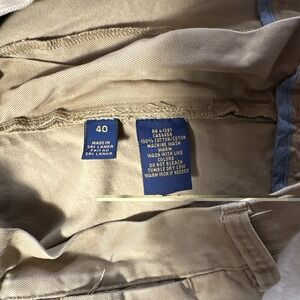 40
MADE IN
SRI LANKA
FAIT AU
SRI LANKA
RN 41381
100% COTTON/COTON
MACHINE WASH
WASH WITH LIKE
COLORS
DO NOT BLEACH
TUMBLE DRY LOW
WARM IRON IF NEEDED